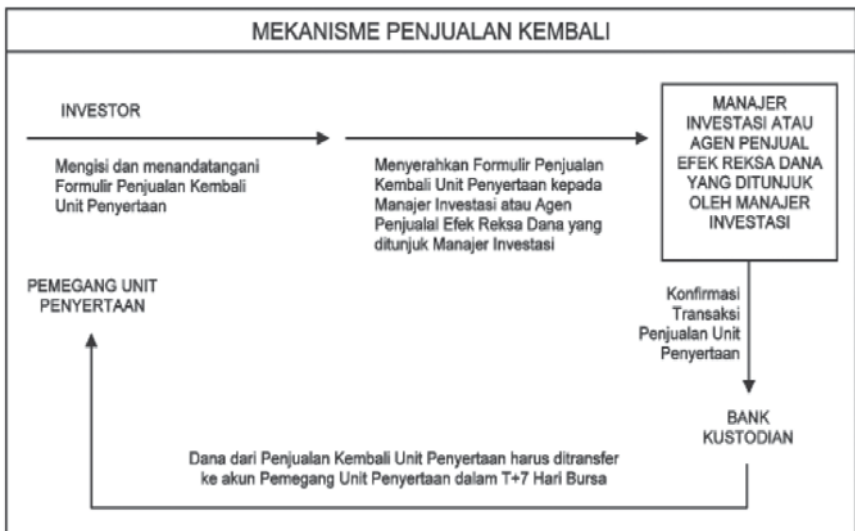 MEKANISME PENJUALAN KEMBALI
INVESTOR
Mengisi dan menandatangani
Formulir Penjualan Kembali
Unit Penyertaan
Menyerahkan Formulir Penjualan
Kembali Unit Penyertaan kepada
Manajer Investasi atau Agen
Penjualal Efek Reksa Dana yang
ditunjuk Manajer Investasi
MANAJER
INVESTASI ATAU
AGEN PENJUAL
EFEK REKSA DANA
YANG DITUNJUK
OLEH MANAJER
INVESTASI
PEMEGANG UNIT
PENYERTAAN
Konfirmasi
Transaksi
Penjualan Unit
Penyertaan
BANK
KUSTODIAN
Dana dari Penjualan Kembali Unit Penyertaan harus ditransfer
ke akun Pemegang Unit Penyertaan dalam T+7 Hari Bursa